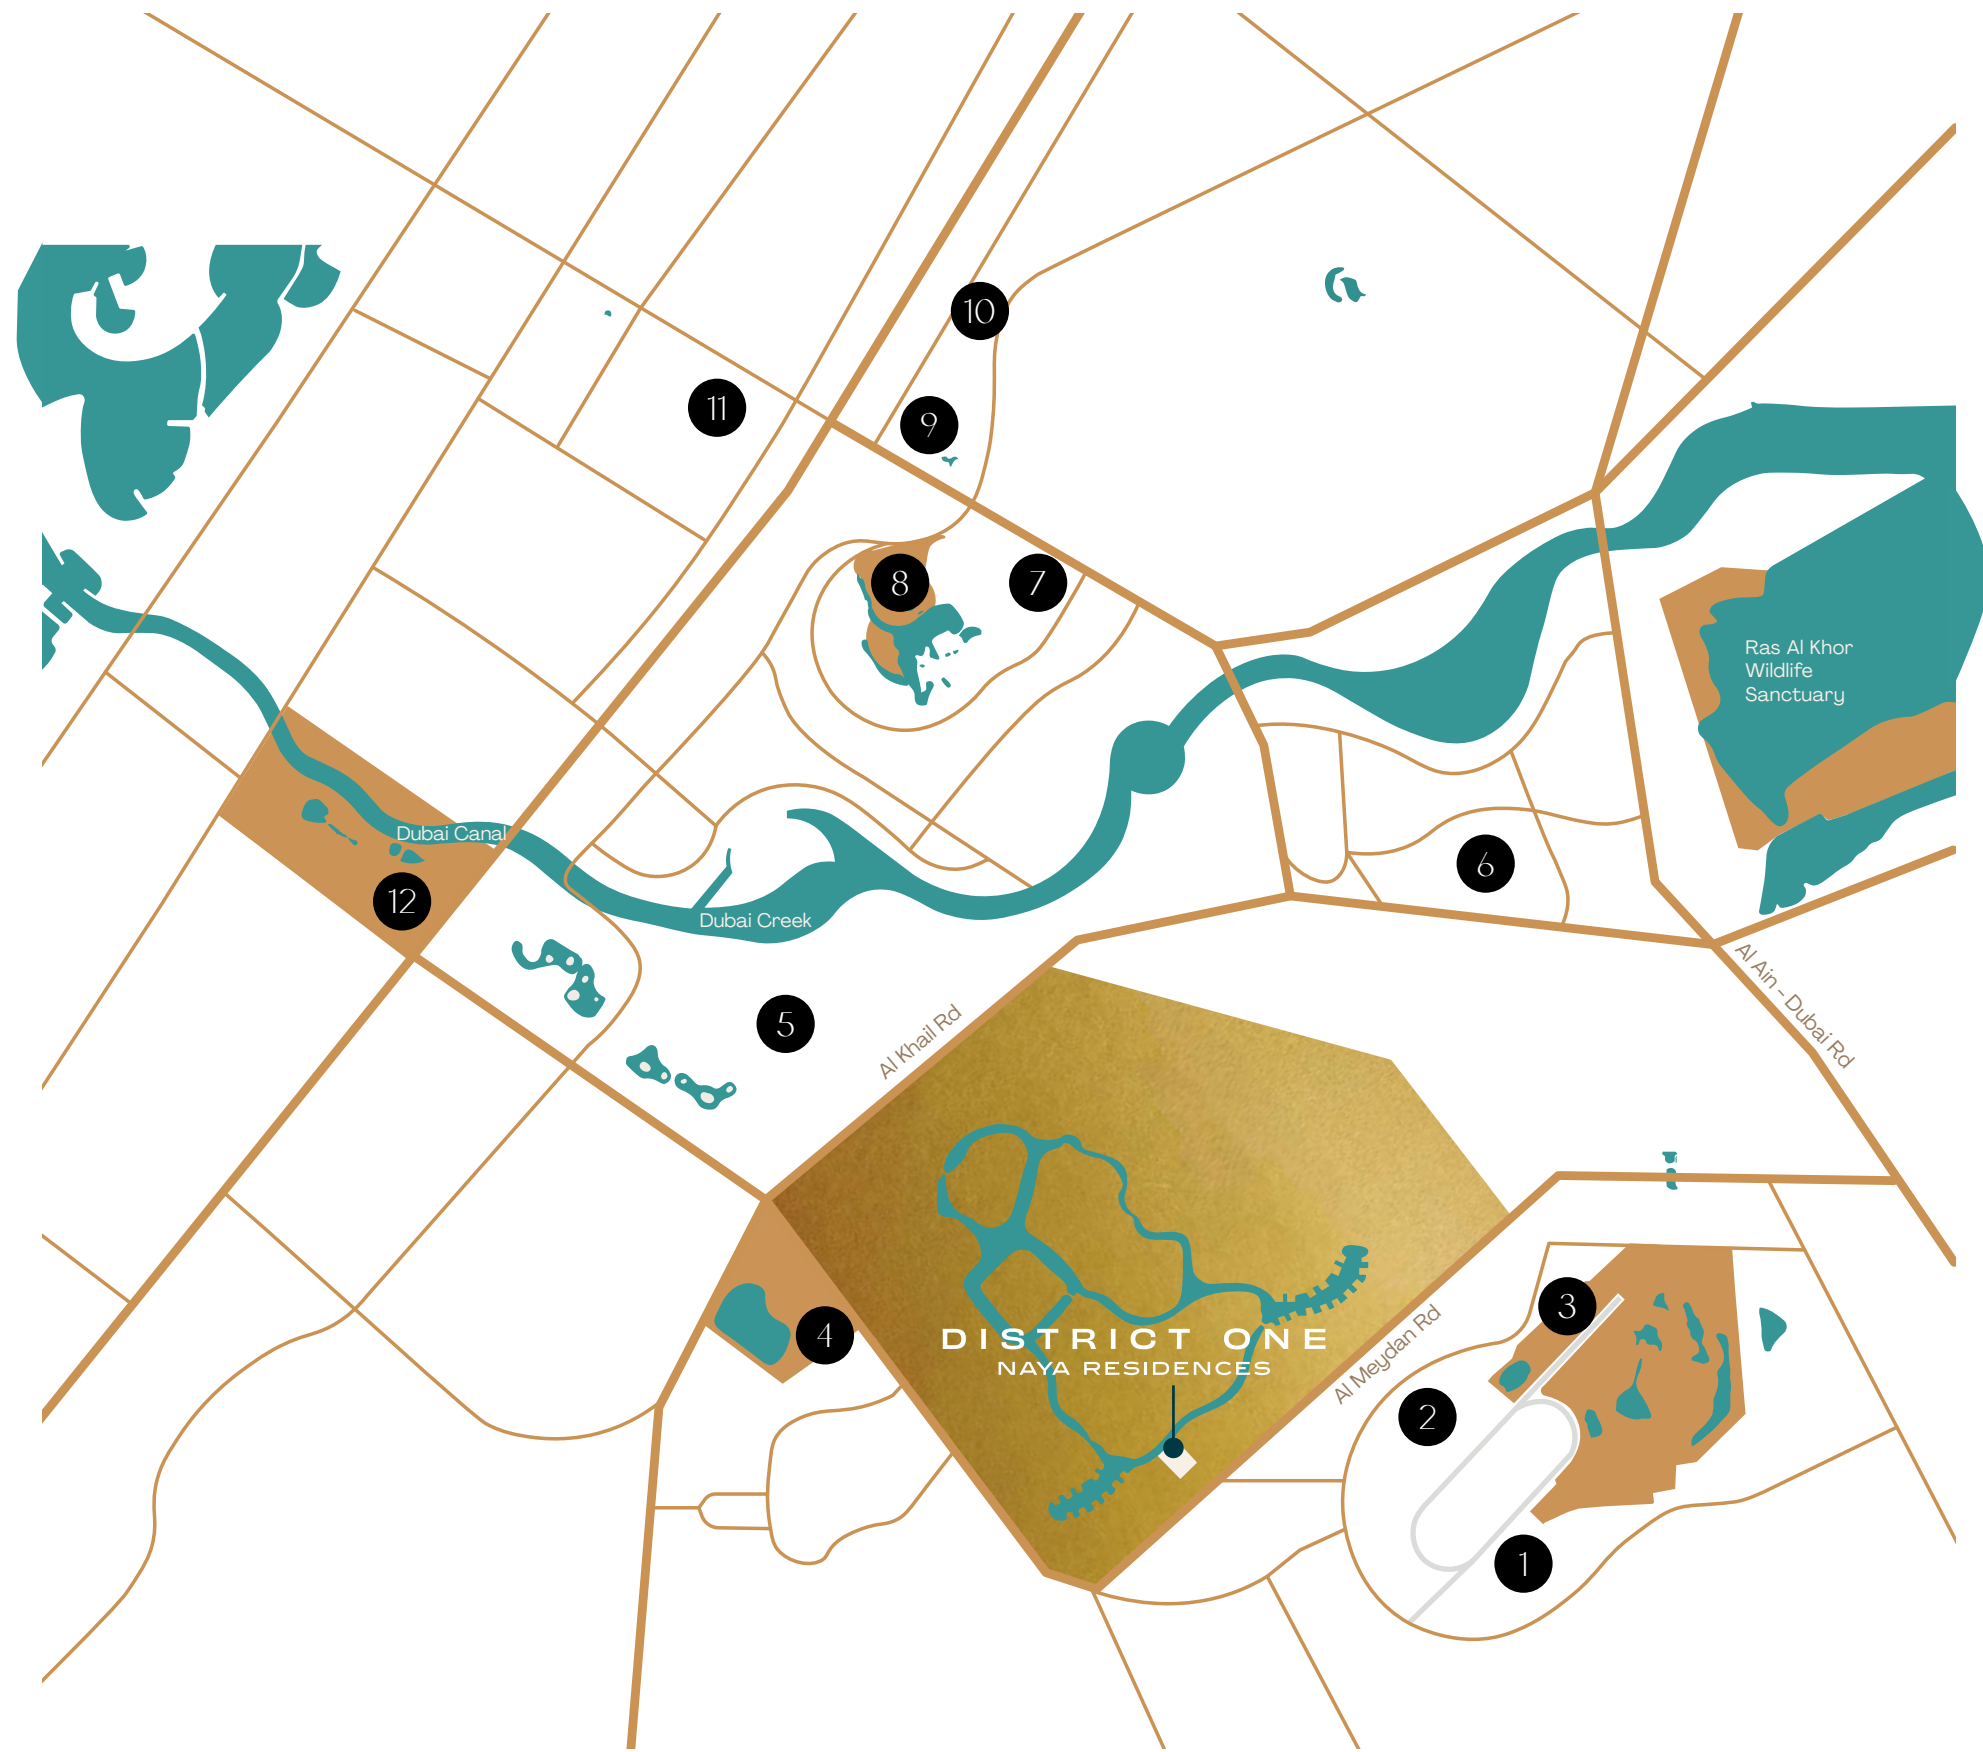 10
11
9
8
7
Ras Al Khor
Wildlife
Sanctuary
Dubai Canal
6
12
Dubai Creek
Al Ain - Dubai Rd
5
Al Khail Rd
3
4
DISTRICT ONE
NAYA RESIDENCES
Al Meydan Rd
2
1